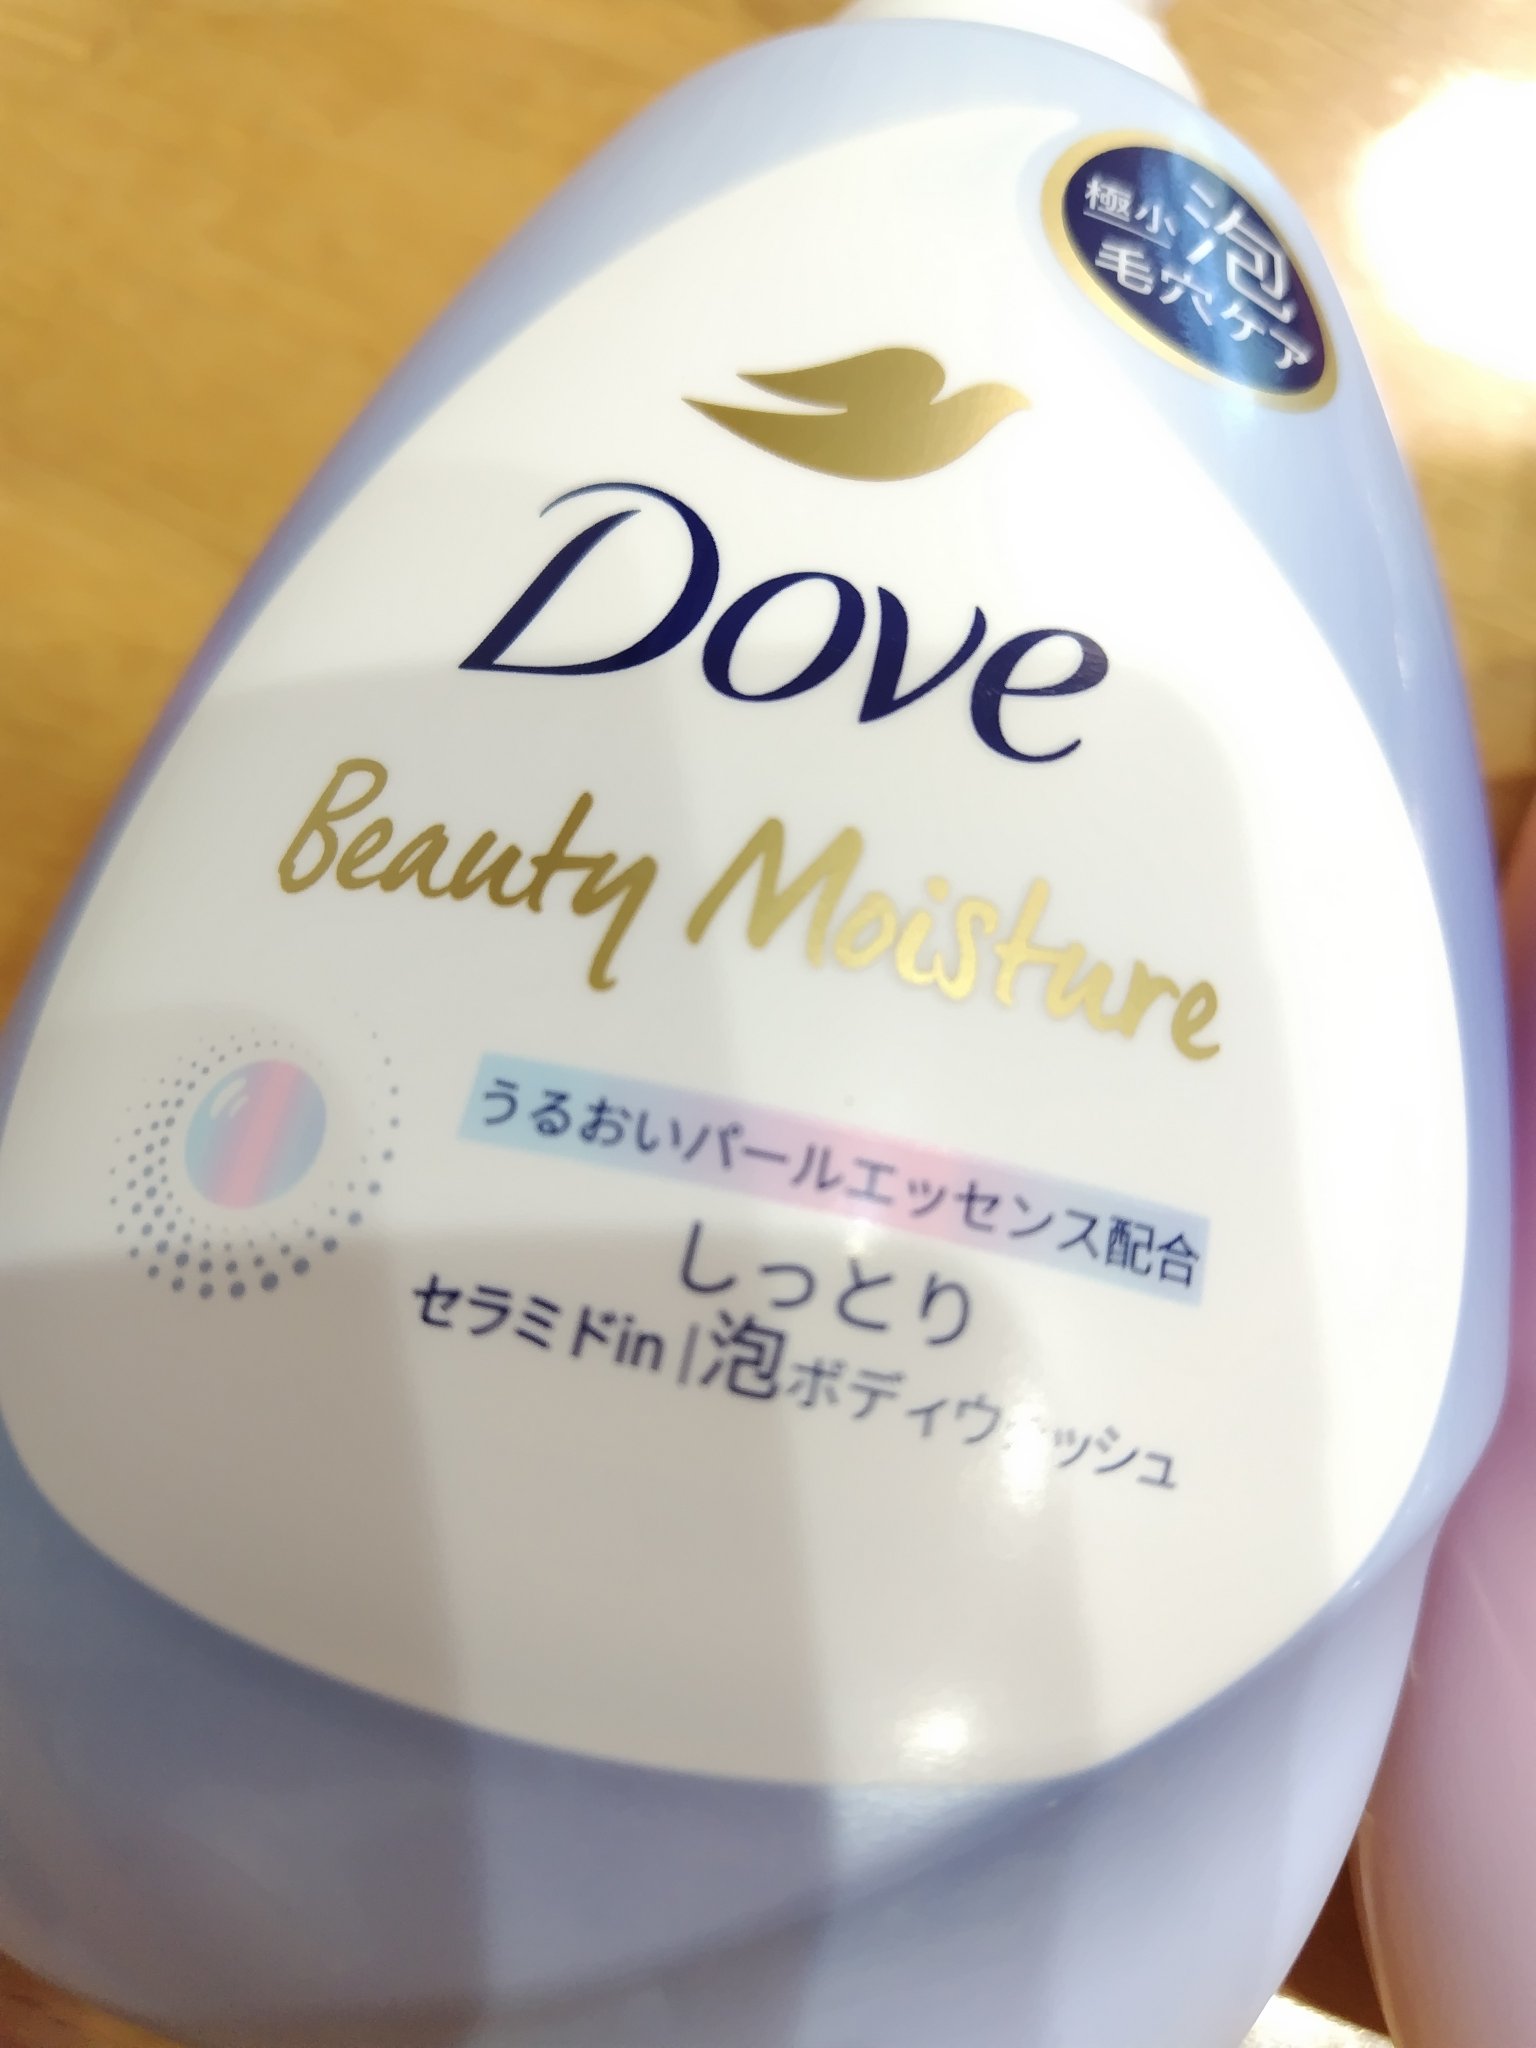 極小泡
毛穴ケア
Dove
Beauty Moisture
うるおいパールエッセンス配合
しっとり
セラミドin|泡ボディウォッシュ